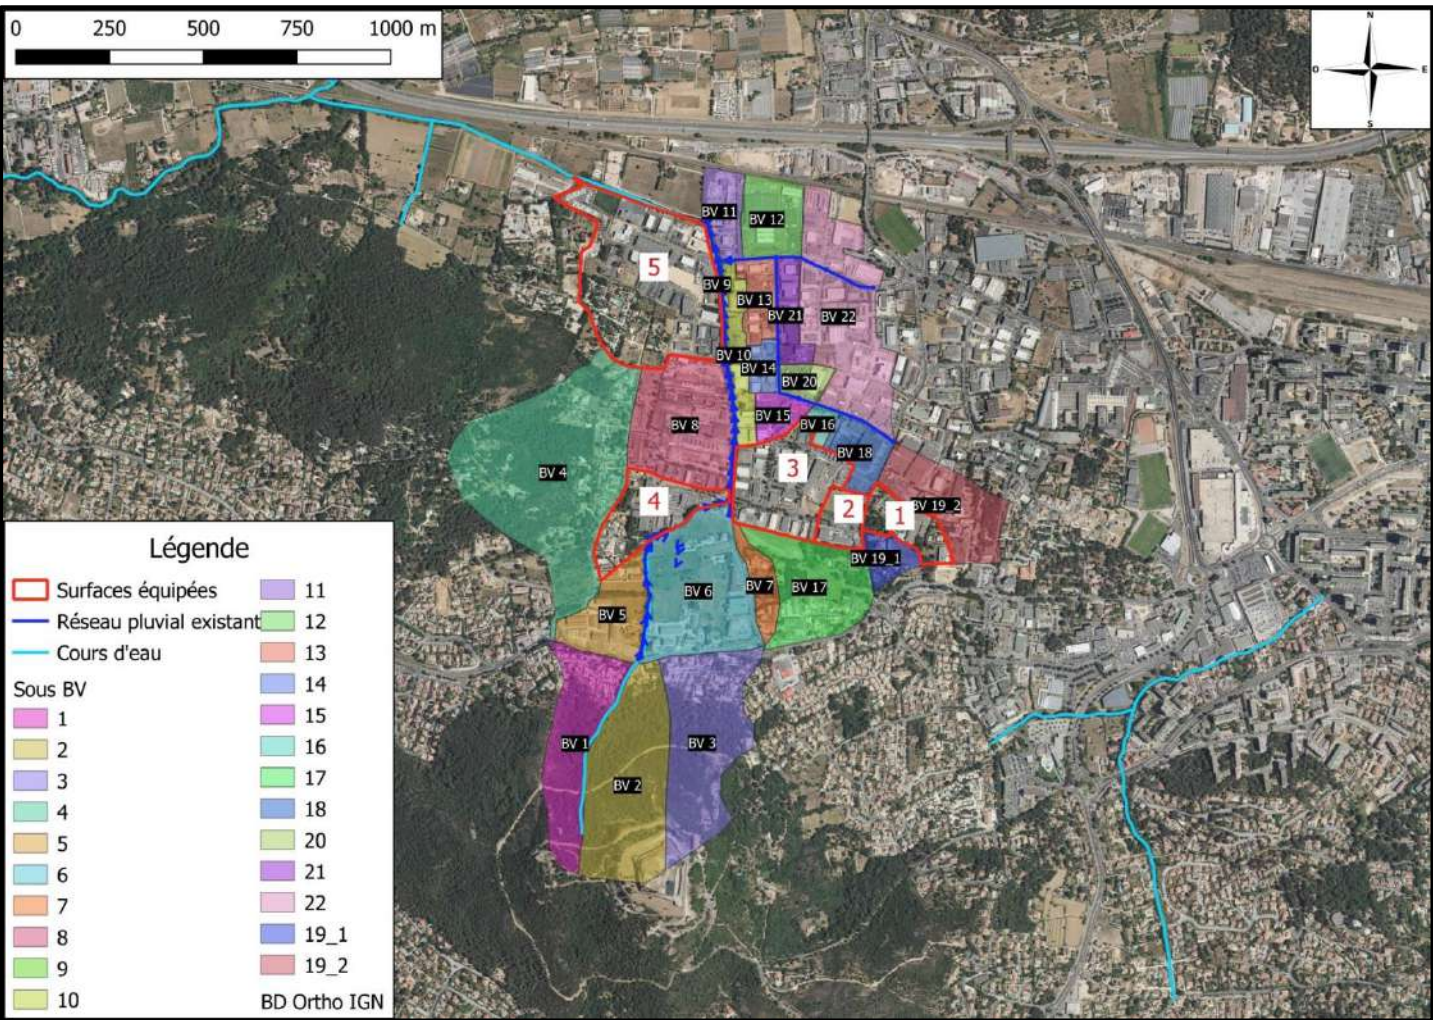 0 250 500 750 1000 m
N
O E
S
BV 11
BV 12
5
BV 9
BV 13
BV 21
BV 22
BV 10
BV 14
BV 20
BV 15
BV 16
BV 8
BV 18
BV 4
3
4
2
1
BV 19_2
BV 19_1
BV 7
BV 17
BV 6
BV 5
BV 1
BV 3
BV 2
Légende
Surfaces équipées
Réseau pluvial existant
Cours d'eau
Sous BV
1
2
3
4
5
6
7
8
9
10
11
12
13
14
15
16
17
18
20
21
22
19_1
19_2
BD Ortho IGN